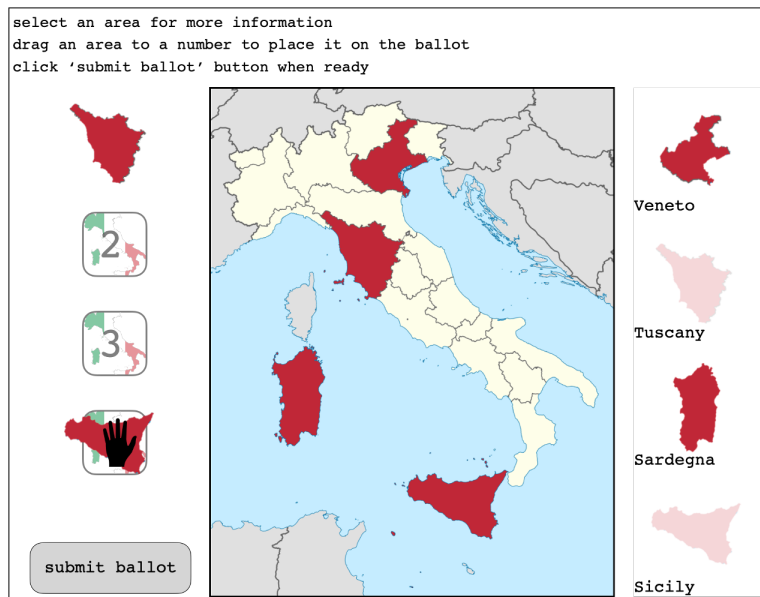 select an area for more information
drag an area to a number to place it on the ballot
click ‘submit ballot’ button when ready
2
3
submit ballot
Veneto
Tuscany
Sardegna
Sicily